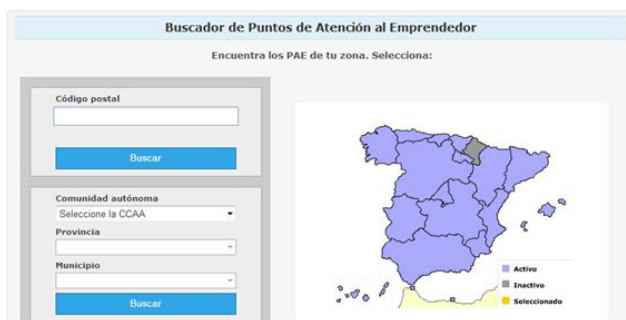 Buscador de Puntos de Atención al Emprendedor
Encuentra los PAE de tu zona. Selecciona:
Código postal
Buscar
Comunidad autónoma
Seleccione la CCAA
Provincia
Municipio
Buscar
Activo
Inactivo
Seleccionado